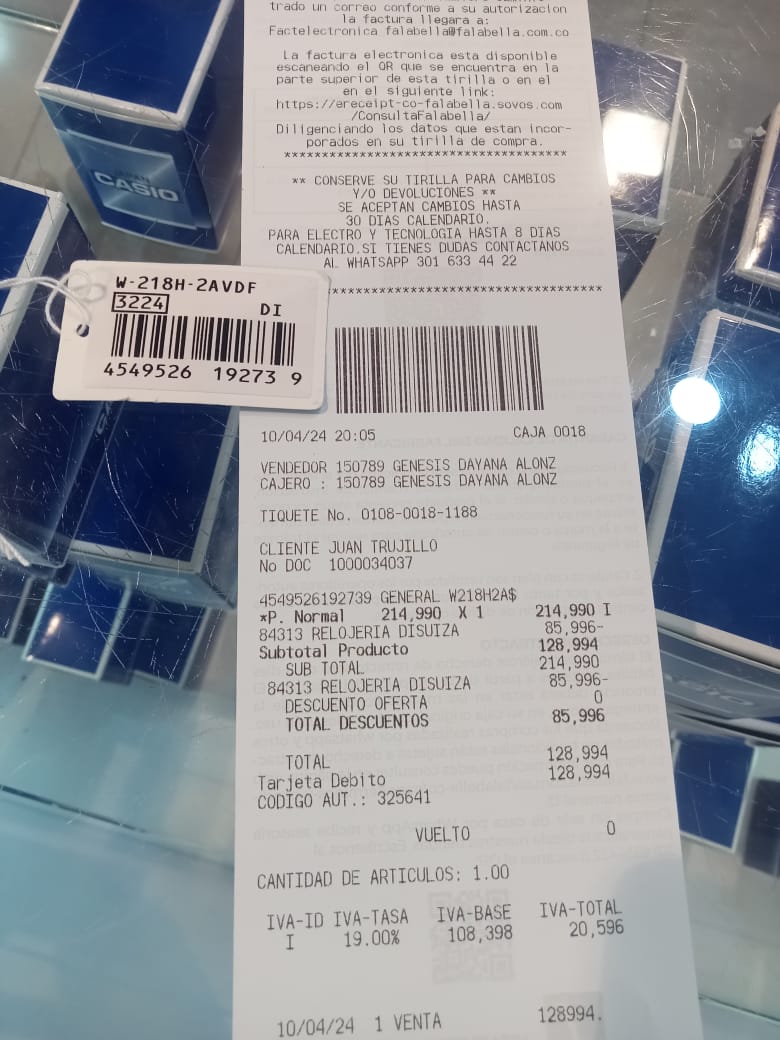 trado un correo conforme a su autorizacion
la factura llegara a:
Factelectronica falabella@falabella.com.co
La factura electronica esta disponible
escaneando el QR que se encuentra en la
parte superior de esta tirilla o en el
en el siguiente link:
https://ereceipt-co-falabella.sovos.com
/ConsultaFalabella/
Diligenciando los datos que estan incor-
porados en su tirilla de compra.
****************************************
** CONSERVE SU TIRILLA PARA CAMBIOS
Y/O DEVOLUCIONES **
SE ACEPTAN CAMBIOS HASTA
30 DIAS CALENDARIO.
PARA ELECTRO Y TECNOLOGIA HASTA 8 DIAS
CALENDARIO.SI TIENES DUDAS CONTACTANOS
AL WHATSAPP 301 633 44 22
****************************************
CASIO
W-218H-2AVDF
3224
DI
4549526 19273 9
10/04/24 20:05 CAJA 0018
VENDEDOR 150789 GENESIS DAYANA ALONZ
CAJERO : 150789 GENESIS DAYANA ALONZ
TIQUETE No. 0108-0018-1188
CLIENTE JUAN TRUJILLO
No DOC 1000034037
4549526192739 GENERAL W218H2A$
*P. Normal 214,990 X 1 214,990 I
84313 RELOJERIA DISUIZA 85,996-
Subtotal Producto 128,994
SUB TOTAL 214,990
84313 RELOJERIA DISUIZA 85,996-
DESCUENTO OFERTA 0
TOTAL DESCUENTOS 85,996
TOTAL 128,994
Tarjeta Debito 128,994
CODIGO AUT.: 325641
VUELTO 0
CANTIDAD DE ARTICULOS: 1.00
IVA-ID IVA-TASA IVA-BASE IVA-TOTAL
I 19.00% 108,398 20,596
10/04/24 1 VENTA 128994.